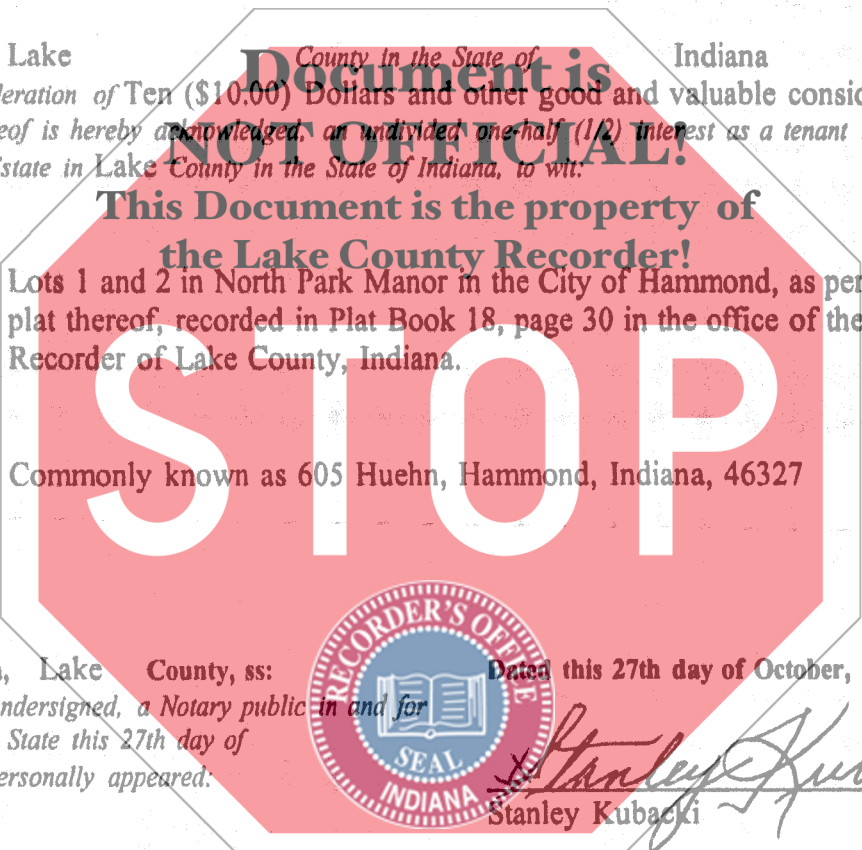 Lake County in the State of Indiana
Document is
eration of Ten ($10.00) Dollars and other good and valuable consid
eof is hereby acknowledged, an undivided one-half (1/2) interest as a tenant
NOT OFFICIAL!
state in Lake County in the State of Indiana, to wit:
This Document is the property of
the Lake County Recorder!
Lots 1 and 2 in North Park Manor in the City of Hammond, as per
plat thereof, recorded in Plat Book 18, page 30 in the office of the
Recorder of Lake County, Indiana.
STOP
Commonly known as 605 Huehn, Hammond, Indiana, 46327
RECORDER'S OFFICE
SEAL
INDIANA
Lake County, ss:
Dated this 27th day of October,
ndersigned, a Notary public in and for
State this 27th day of
ersonally appeared:
Stanley Ku
Stanley Kubacki